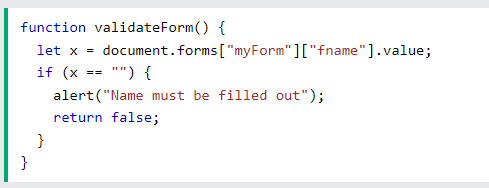 function validateForm() {
  let x = document.forms["myForm"]["fname"].value;
  if (x == "") {
    alert("Name must be filled out");
    return false;
  }
}